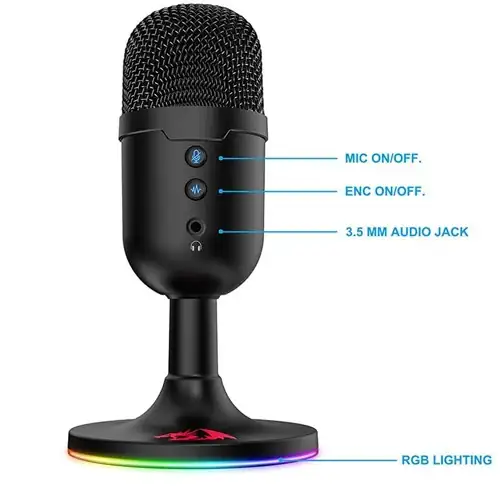 MIC ON/OFF.
ENC ON/OFF.
3.5 MM AUDIO JACK
RGB LIGHTING